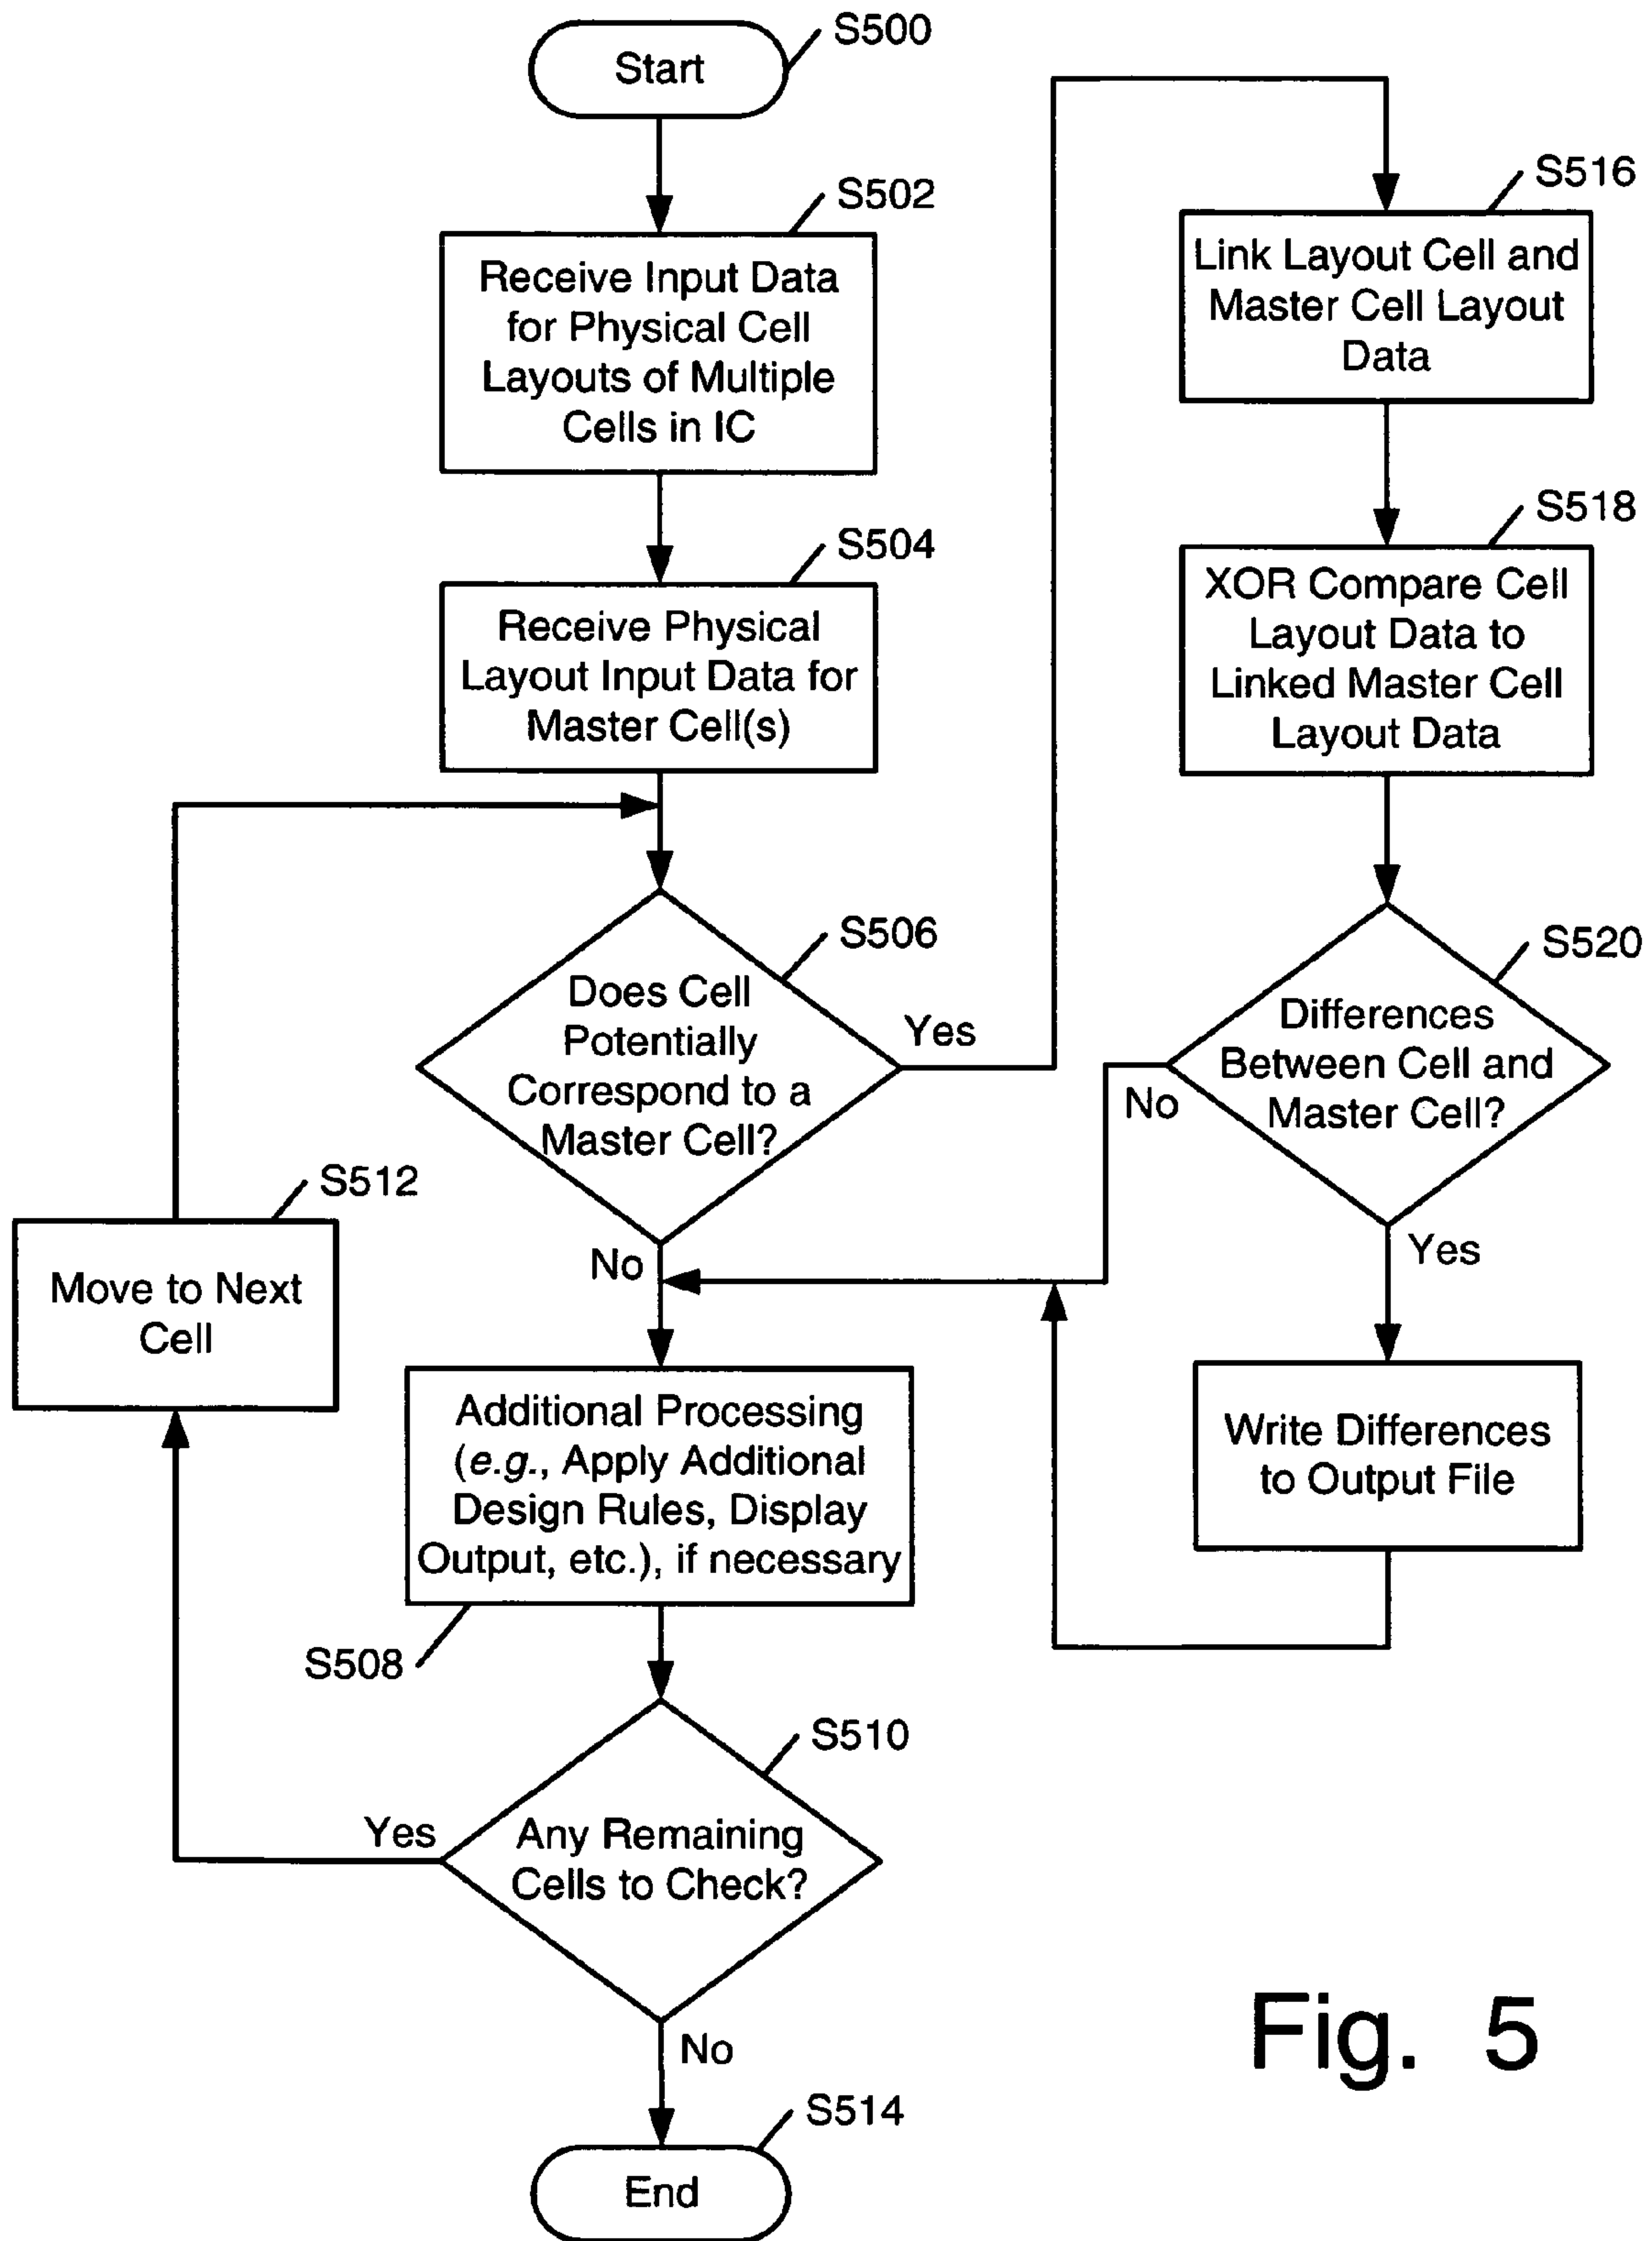 Start
S500
S502
Receive Input Data
for Physical Cell
Layouts of Multiple
Cells in IC
S504
Receive Physical
Layout Input Data for
Master Cell(s)
S506
Does Cell
Potentially
Correspond to a
Master Cell?
Yes
No
S512
Move to Next
Cell
Additional Processing
(e.g., Apply Additional
Design Rules, Display
Output, etc.), if necessary
S508
S510
Any Remaining
Cells to Check?
Yes
No
S514
End
S516
Link Layout Cell and
Master Cell Layout
Data
S518
XOR Compare Cell
Layout Data to
Linked Master Cell
Layout Data
S520
Differences
Between Cell and
Master Cell?
No
Yes
Write Differences
to Output File
Fig. 5